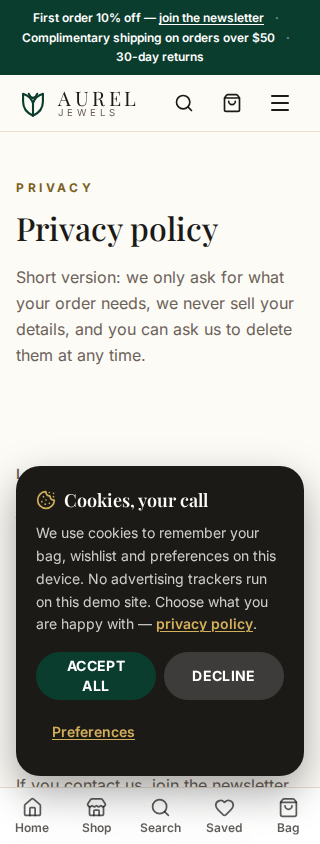 First order 10% off — join the newsletter ·
Complimentary shipping on orders over $50 ·
30-day returns
AUREL
JEWELS
PRIVACY
Privacy policy
Short version: we only ask for what
your order needs, we never sell your
details, and you can ask us to delete
them at any time.
Cookies, your call
We use cookies to remember your
bag, wishlist and preferences on this
device. No advertising trackers run
on this demo site. Choose what you
are happy with — privacy policy.
ACCEPT
ALL
DECLINE
Preferences
If you contact us, join the newsletter
Home
Shop
Search
Saved
Bag